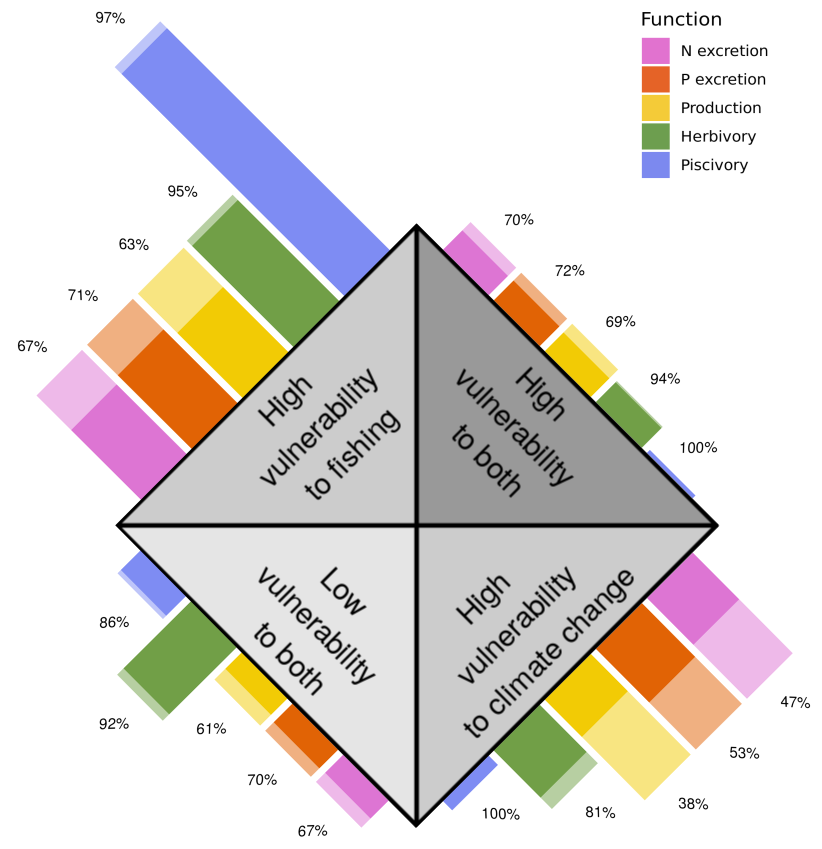 Function
N excretion
P excretion
Production
Herbivory
Piscivory
97%
95%
63%
71%
67%
70%
72%
69%
94%
100%
High
vulnerability
to fishing
High
vulnerability
to both
Low
vulnerability
to both
High
vulnerability
to climate change
86%
92%
61%
70%
67%
47%
53%
38%
81%
100%